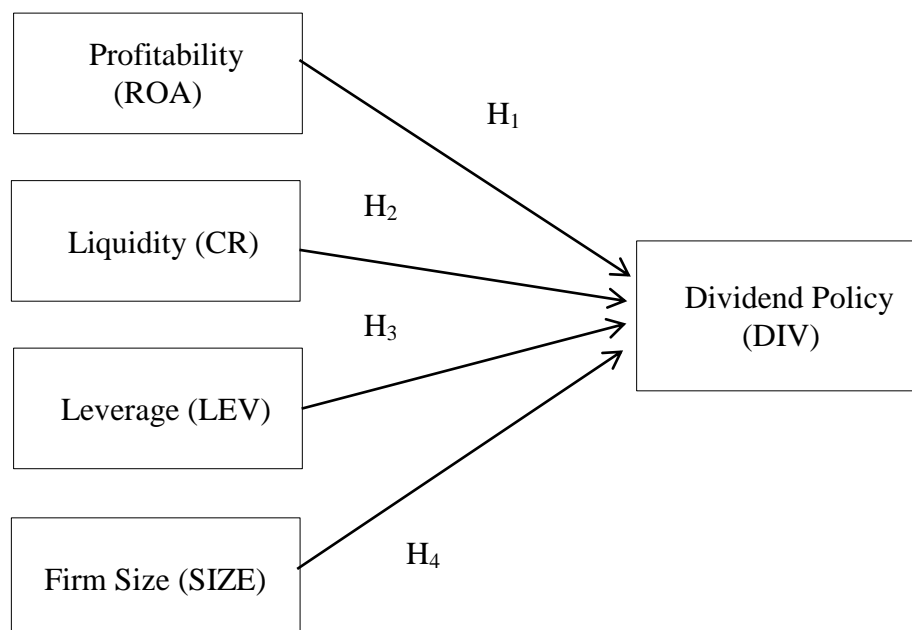 Profitability
(ROA)
H₁
H₂
Liquidity (CR)
Dividend Policy
(DIV)
H₃
Leverage (LEV)
H₄
Firm Size (SIZE)